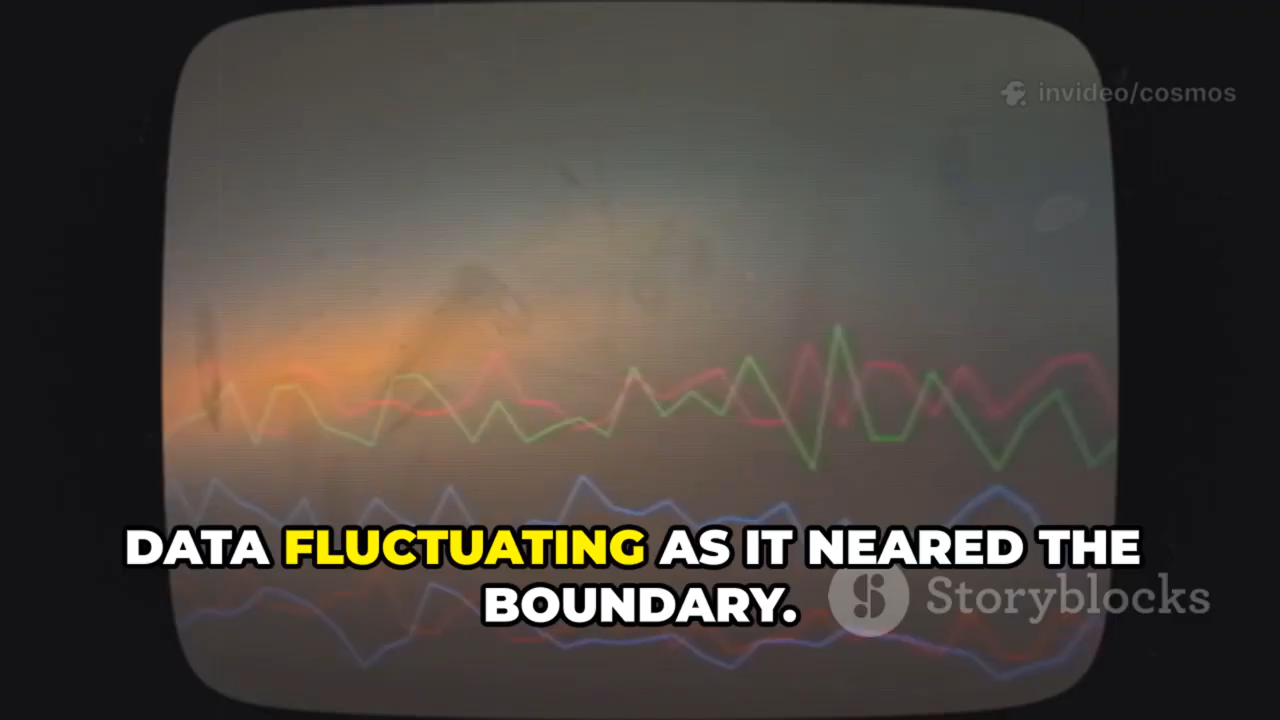 invideo/cosmos
DATA FLUCTUATING AS IT NEARED THE
BOUNDARY.
Storyblocks